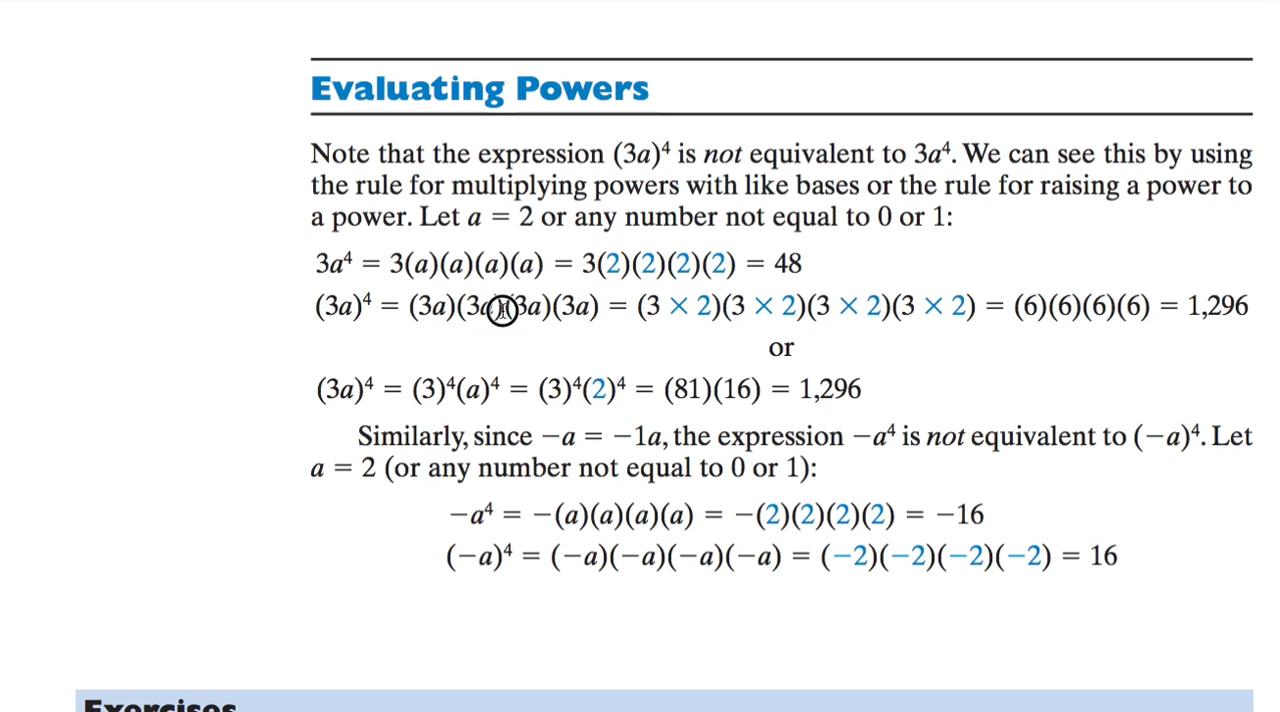 Evaluating Powers
Note that the expression (3a)⁴ is not equivalent to 3a⁴. We can see this by using
the rule for multiplying powers with like bases or the rule for raising a power to
a power. Let a = 2 or any number not equal to 0 or 1:
3a⁴ = 3(a)(a)(a)(a) = 3(2)(2)(2)(2) = 48
(3a)⁴ = (3a)(3a)(3a)(3a) = (3 × 2)(3 × 2)(3 × 2)(3 × 2) = (6)(6)(6)(6) = 1,296
or
(3a)⁴ = (3)⁴(a)⁴ = (3)⁴(2)⁴ = (81)(16) = 1,296
Similarly, since −a = −1a, the expression −a⁴ is not equivalent to (−a)⁴. Let
a = 2 (or any number not equal to 0 or 1):
−a⁴ = −(a)(a)(a)(a) = −(2)(2)(2)(2) = −16
(−a)⁴ = (−a)(−a)(−a)(−a) = (−2)(−2)(−2)(−2) = 16
Exercises